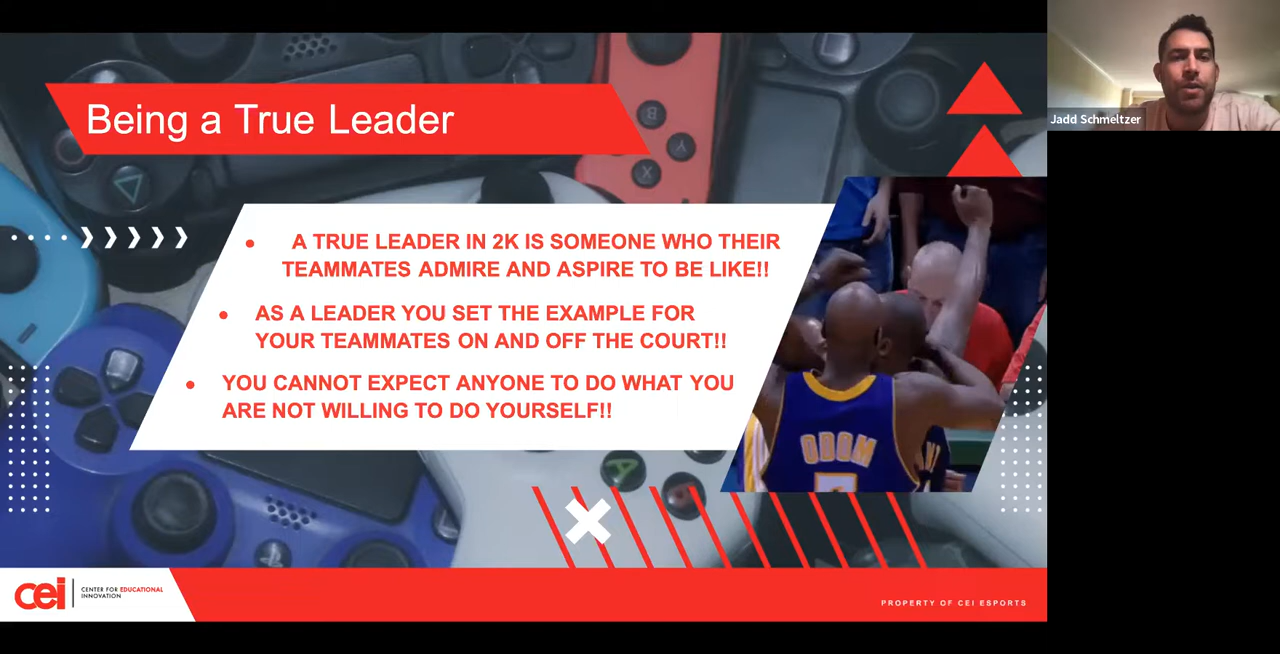 Being a True Leader
Jadd Schmeltzer
• A TRUE LEADER IN 2K IS SOMEONE WHO THEIR
TEAMMATES ADMIRE AND ASPIRE TO BE LIKE!!
• AS A LEADER YOU SET THE EXAMPLE FOR
YOUR TEAMMATES ON AND OFF THE COURT!!
• YOU CANNOT EXPECT ANYONE TO DO WHAT YOU
ARE NOT WILLING TO DO YOURSELF!!
ODOM
B
Y
X
A
cei
CENTER FOR EDUCATIONAL
INNOVATION
PROPERTY OF CEI ESPORTS